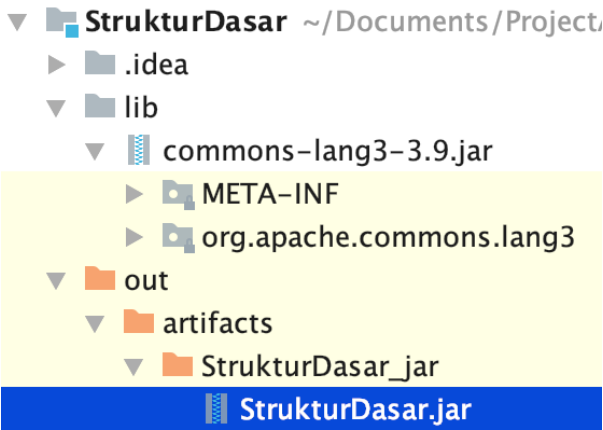 StrukturDasar ~/Documents/Project
.idea
lib
commons-lang3-3.9.jar
META-INF
org.apache.commons.lang3
out
artifacts
StrukturDasar_jar
StrukturDasar.jar